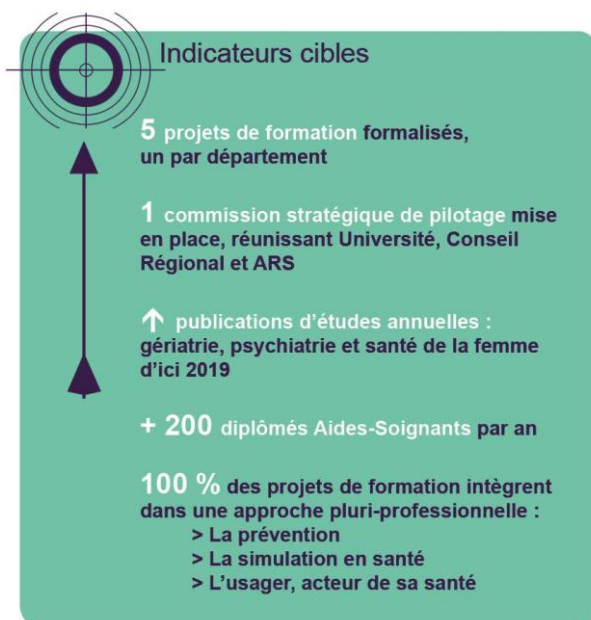 Indicateurs cibles
5 projets de formation formalisés,
un par département
1 commission stratégique de pilotage mise
en place, réunissant Université, Conseil
Régional et ARS
↑ publications d'études annuelles :
gériatrie, psychiatrie et santé de la femme
d'ici 2019
+ 200 diplômés Aides-Soignants par an
100 % des projets de formation intègrent
dans une approche pluri-professionnelle :
> La prévention
> La simulation en santé
> L'usager, acteur de sa santé